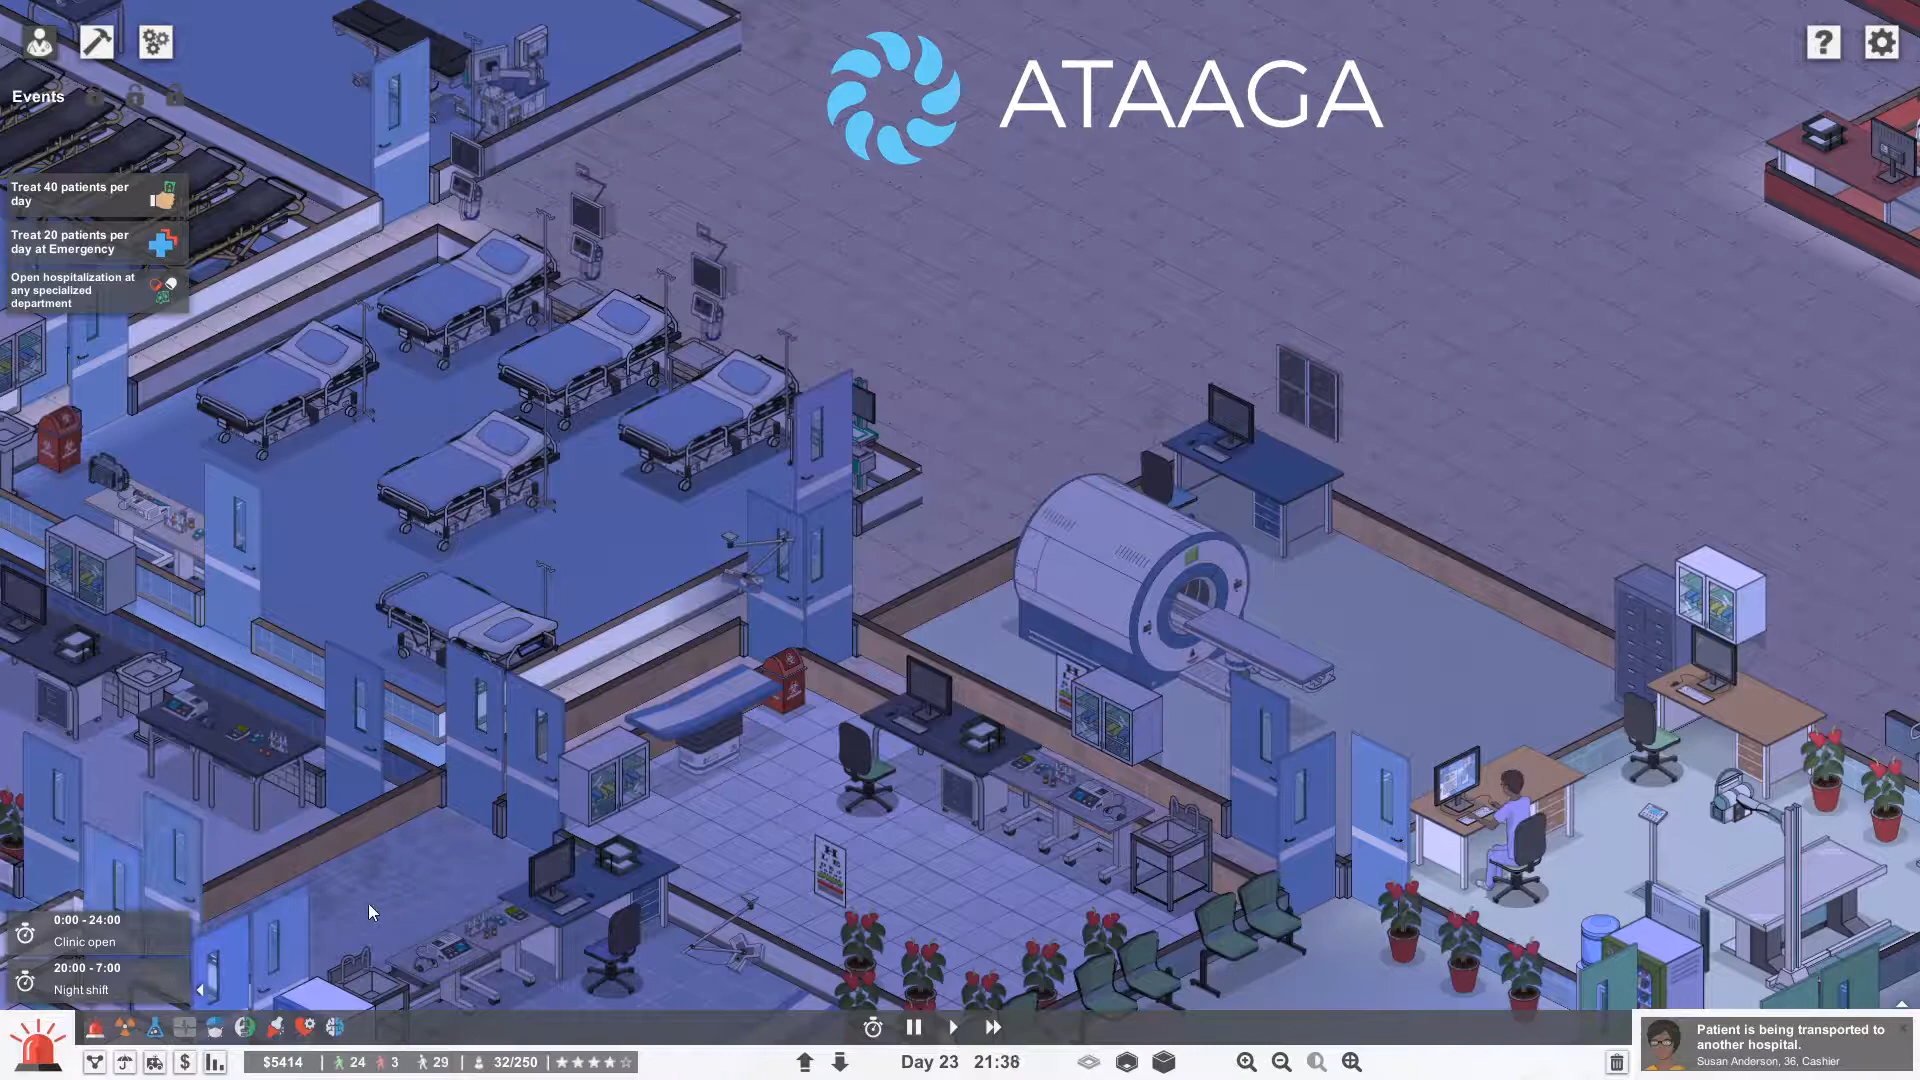 ATAAGA
Events
Treat 40 patients per
day
Treat 20 patients per
day at Emergency
Open hospitalization at
any specialized
department
0:00 - 24:00
Clinic open
20:00 - 7:00
Night shift
$5414 | 24 3 | 29 | 32/250
Day 23 21:38
Patient is being transported to
another hospital.
Susan Anderson, 36, Cashier